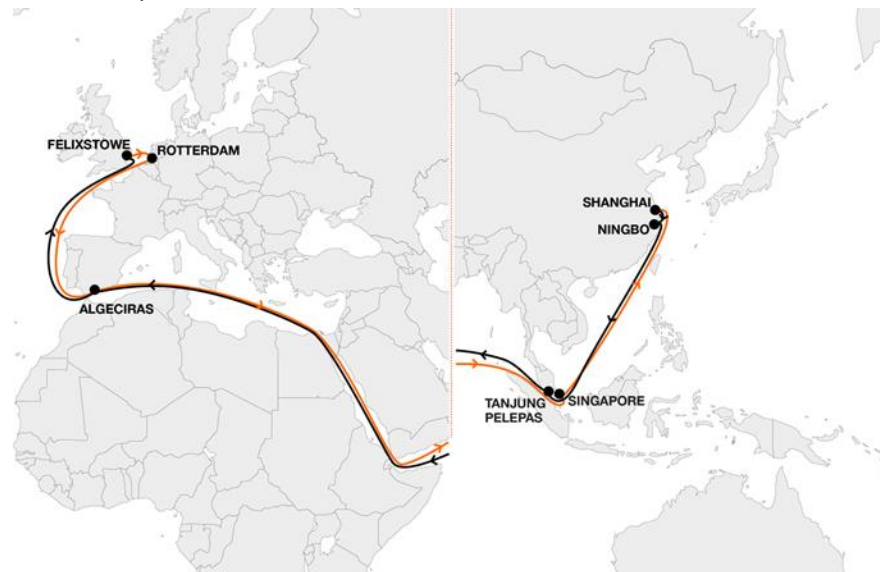 FELIXSTOWE
ROTTERDAM
ALGECIRAS
SHANGHAI
NINGBO
TANJUNG
PELEPAS
SINGAPORE